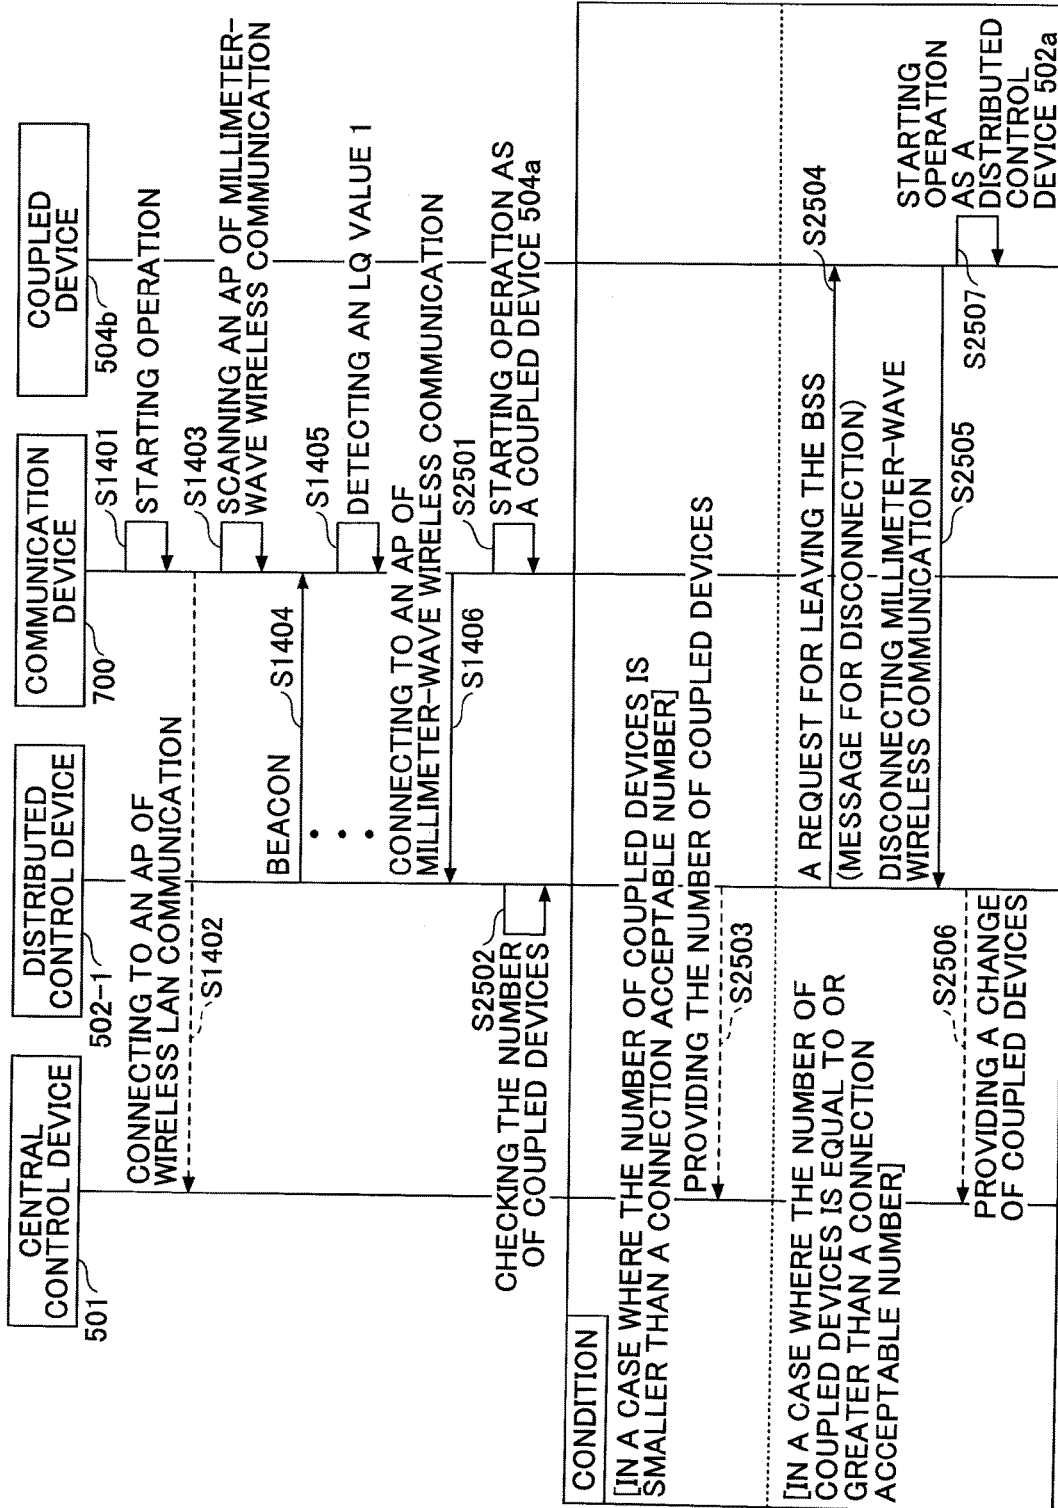 CENTRAL
CONTROL DEVICE
501
DISTRIBUTED
CONTROL DEVICE
502-1
COMMUNICATION
DEVICE
700
COUPLED
DEVICE
504b
S1401
STARTING OPERATION
CONNECTING TO AN AP OF
WIRELESS LAN COMMUNICATION
S1402
S1403
SCANNING AN AP OF MILLIMETER-
WAVE WIRELESS COMMUNICATION
BEACON
S1404
S1405
DETECTING AN LQ VALUE 1
CONNECTING TO AN AP OF
MILLIMETER-WAVE WIRELESS COMMUNICATION
S1406
S2501
STARTING OPERATION AS
A COUPLED DEVICE 504a
S2502
CHECKING THE NUMBER
OF COUPLED DEVICES
CONDITION
[IN A CASE WHERE THE NUMBER OF COUPLED DEVICES IS
SMALLER THAN A CONNECTION ACCEPTABLE NUMBER]
PROVIDING THE NUMBER OF COUPLED DEVICES
S2503
[IN A CASE WHERE THE NUMBER OF
COUPLED DEVICES IS EQUAL TO OR
GREATER THAN A CONNECTION
ACCEPTABLE NUMBER]
A REQUEST FOR LEAVING THE BSS
S2504
(MESSAGE FOR DISCONNECTION)
DISCONNECTING MILLIMETER-WAVE
WIRELESS COMMUNICATION
S2505
S2506
PROVIDING A CHANGE
OF COUPLED DEVICES
S2507
STARTING
OPERATION
AS A
DISTRIBUTED
CONTROL
DEVICE 502a